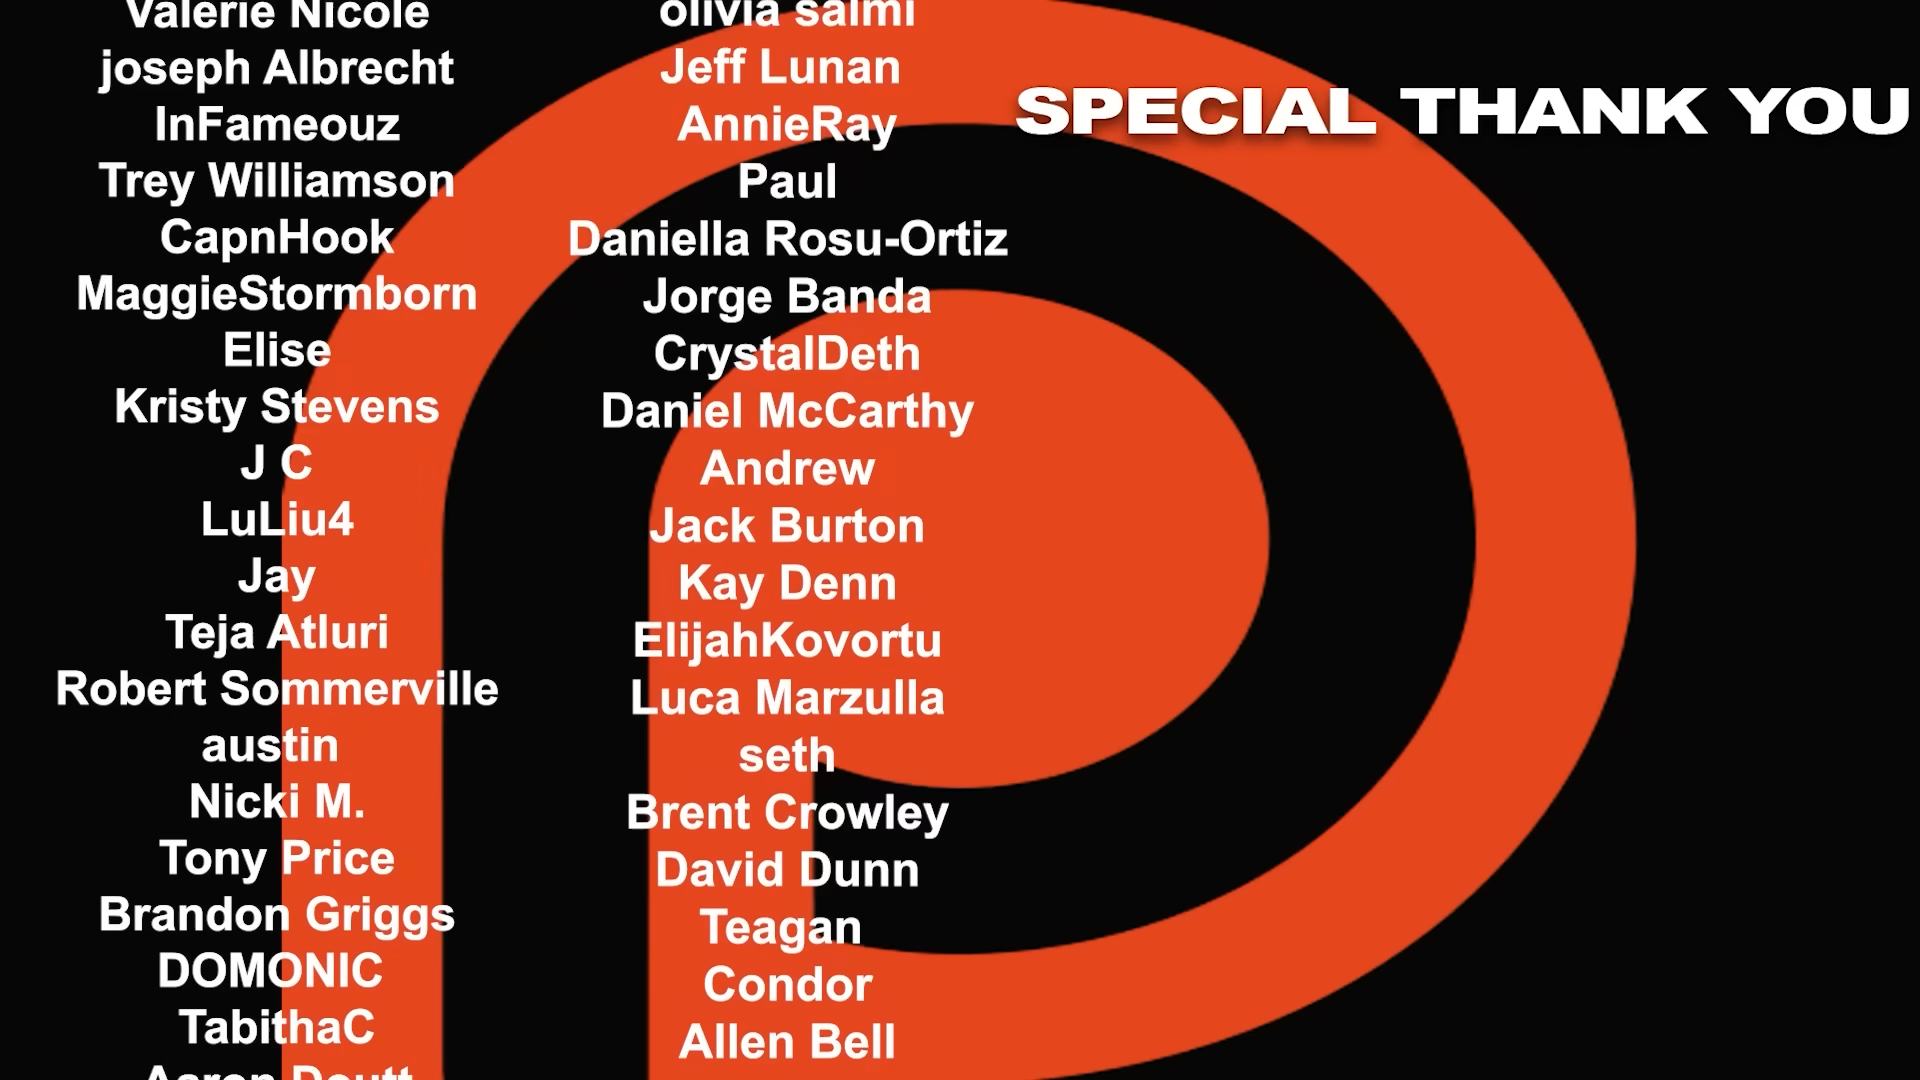 Valerie Nicole
joseph Albrecht
InFameouz
Trey Williamson
CapnHook
MaggieStormborn
Elise
Kristy Stevens
J C
LuLiu4
Jay
Teja Atluri
Robert Sommerville
austin
Nicki M.
Tony Price
Brandon Griggs
DOMONIC
TabithaC
Aaron Doutt
olivia salmi
Jeff Lunan
AnnieRay
Paul
Daniella Rosu-Ortiz
Jorge Banda
CrystalDeth
Daniel McCarthy
Andrew
Jack Burton
Kay Denn
ElijahKovortu
Luca Marzulla
seth
Brent Crowley
David Dunn
Teagan
Condor
Allen Bell
SPECIAL THANK YOU